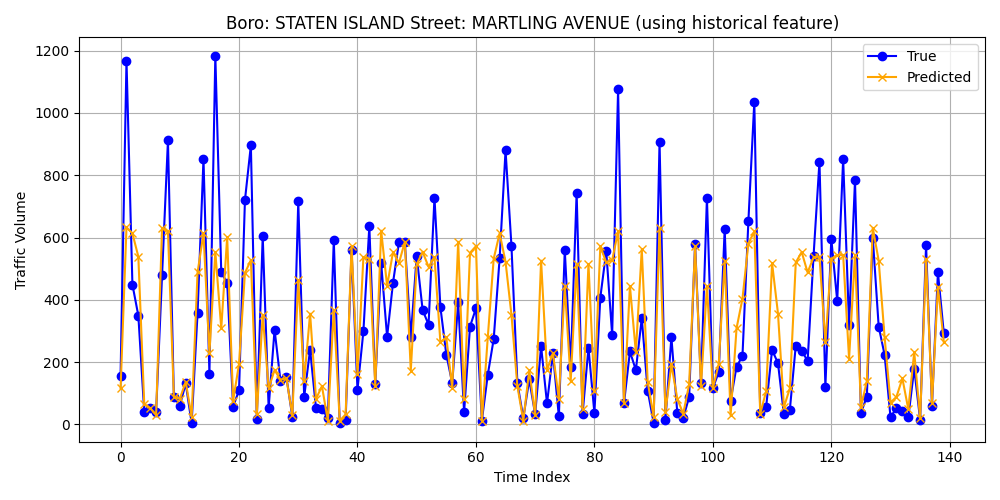 Boro: STATEN ISLAND Street: MARTLING AVENUE (using historical feature)
True
Predicted
Traffic Volume
1200
1000
800
600
400
200
0
0 20 40 60 80 100 120 140
Time Index